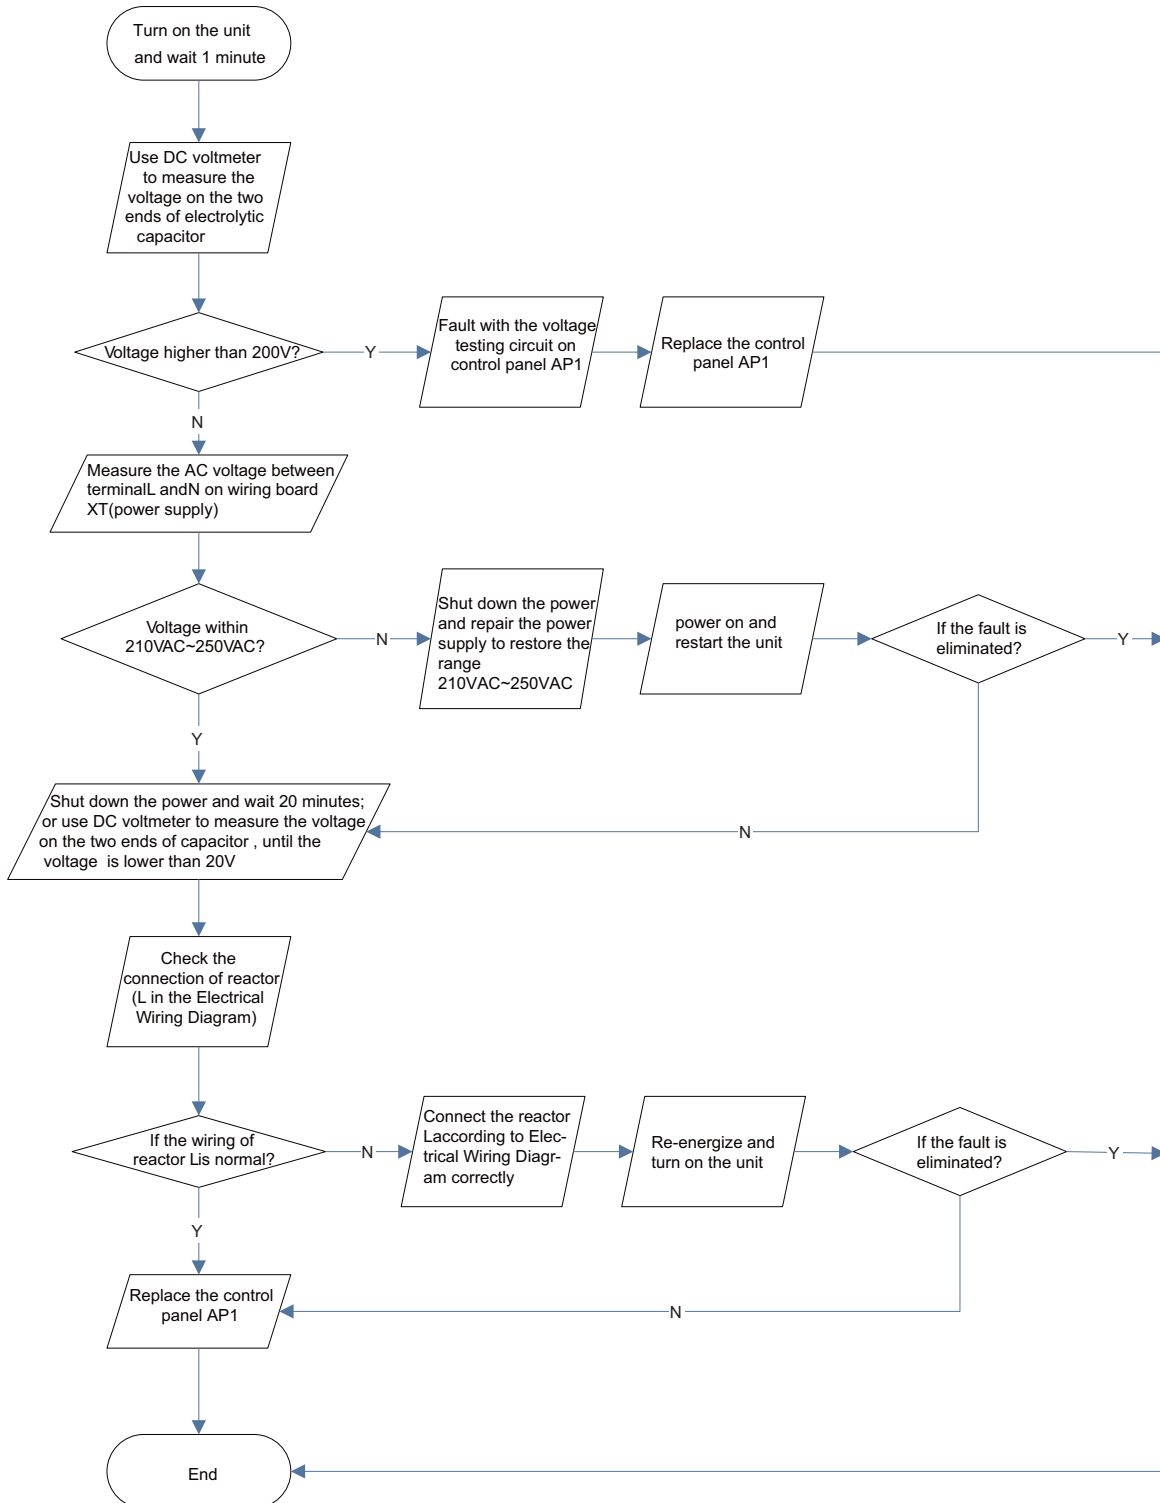 Turn on the unit
and wait 1 minute
Use DC voltmeter
to measure the
voltage on the two
ends of electrolytic
capacitor
Voltage higher than 200V?
Y
Fault with the voltage
testing circuit on
control panel AP1
Replace the control
panel AP1
N
Measure the AC voltage between
terminalL andN on wiring board
XT(power supply)
Voltage within
210VAC~250VAC?
N
Shut down the power
and repair the power
supply to restore the
range
210VAC~250VAC
power on and
restart the unit
If the fault is
eliminated?
Y
Y
N
Shut down the power and wait 20 minutes;
or use DC voltmeter to measure the voltage
on the two ends of capacitor , until the
voltage is lower than 20V
Check the
connection of reactor
(L in the Electrical
Wiring Diagram)
If the wiring of
reactor Lis normal?
N
Connect the reactor
Laccording to Elec-
trical Wiring Diagr-
am correctly
Re-energize and
turn on the unit
If the fault is
eliminated?
Y
Y
N
Replace the control
panel AP1
End